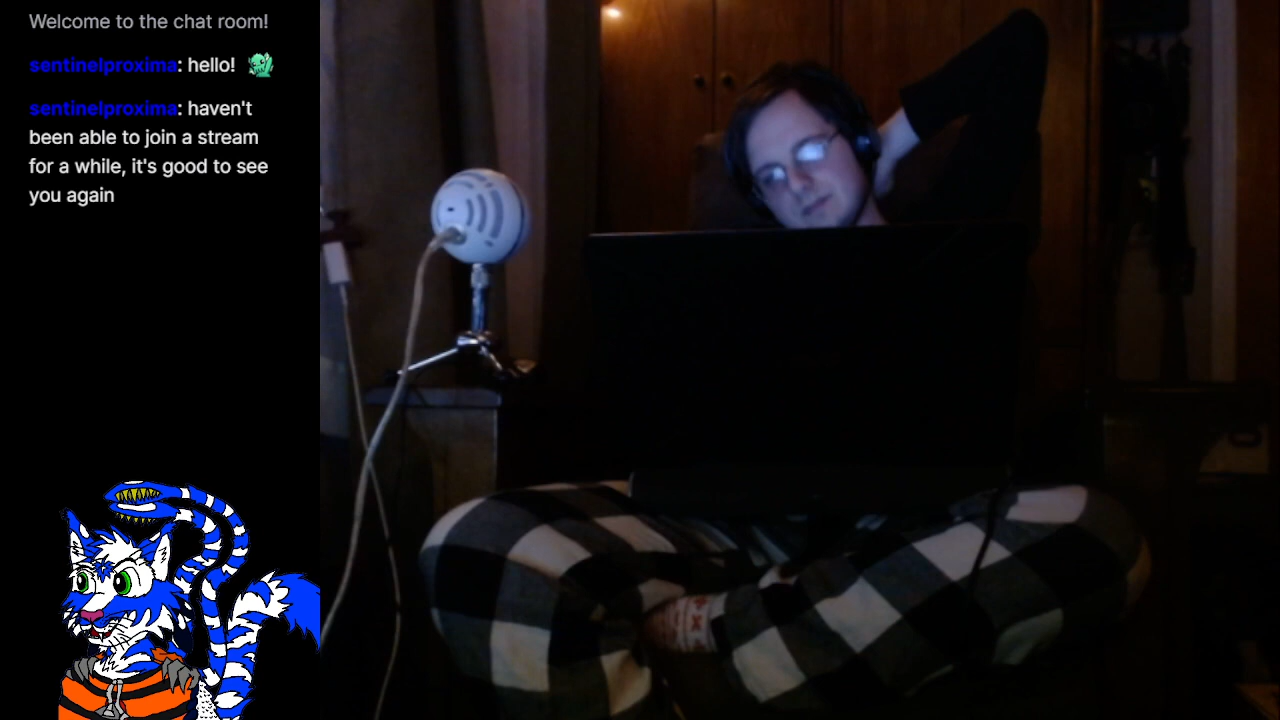 Welcome to the chat room!
sentinelproxima: hello!
sentinelproxima: haven't
been able to join a stream
for a while, it's good to see
you again